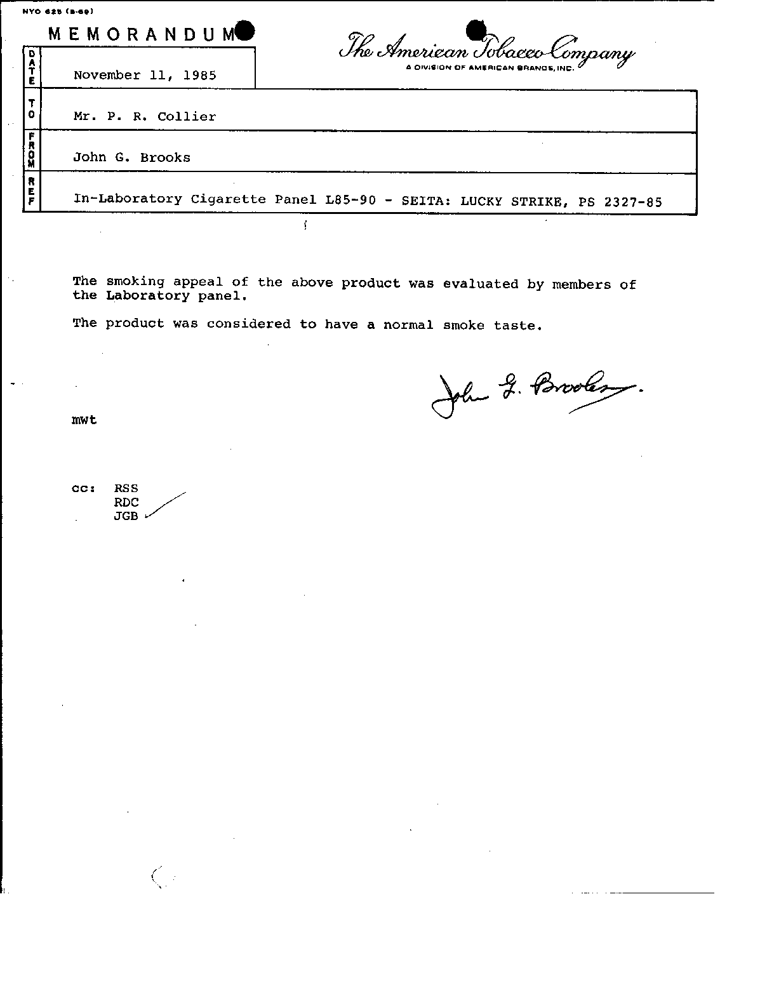 NYO 625 (8-69)
MEMORANDUM
The American Tobacco Company
A DIVISION OF AMERICAN BRANDS, INC.
DATE
November 11, 1985
TO
Mr. P. R. Collier
FROM
John G. Brooks
REF
In-Laboratory Cigarette Panel L85-90 - SEITA: LUCKY STRIKE, PS 2327-85
The smoking appeal of the above product was evaluated by members of
the Laboratory panel.
The product was considered to have a normal smoke taste.
John G. Brooks.
mwt
cc: RSS
RDC
JGB